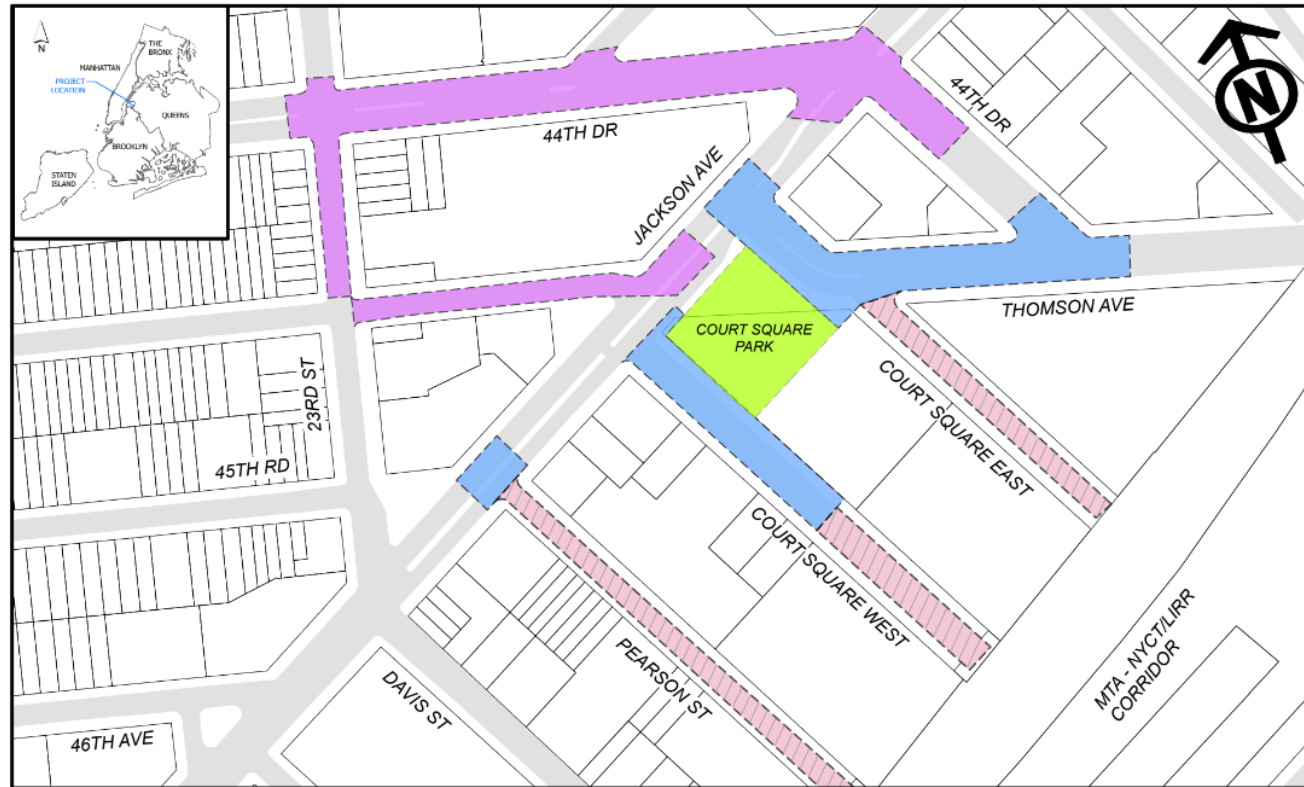 N
THE
BRONX
MANHATTAN
PROJECT
LOCATION
QUEENS
BROOKLYN
STATEN
ISLAND
N
44TH DR
44TH DR
JACKSON AVE
THOMSON AVE
COURT SQUARE
PARK
23RD ST
COURT SQUARE EAST
45TH RD
COURT SQUARE WEST
PEARSON ST
MTA - NYCT/LIRR
CORRIDOR
DAVIS ST
46TH AVE